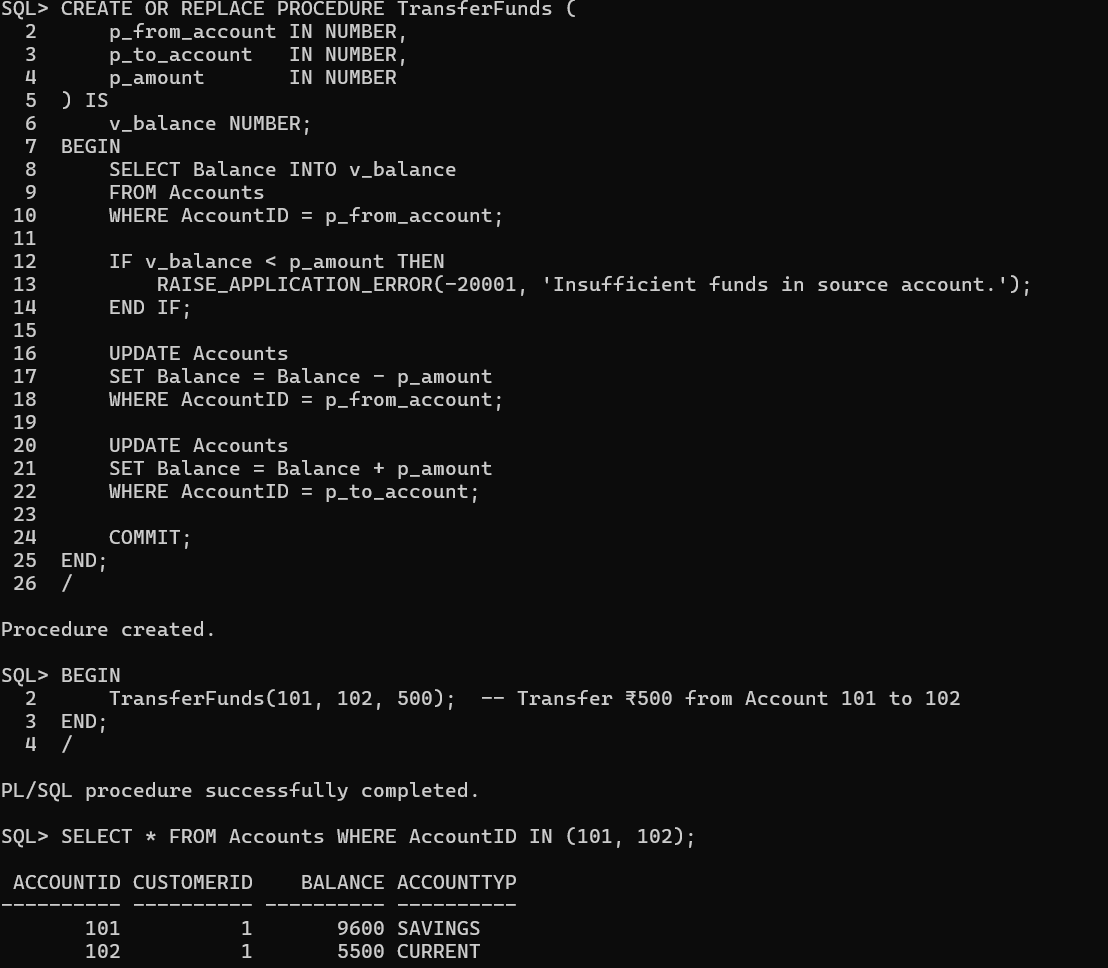 SQL> CREATE OR REPLACE PROCEDURE TransferFunds (
  2      p_from_account IN NUMBER,
  3      p_to_account   IN NUMBER,
  4      p_amount       IN NUMBER
  5  ) IS
  6      v_balance NUMBER;
  7  BEGIN
  8      SELECT Balance INTO v_balance
  9      FROM Accounts
 10      WHERE AccountID = p_from_account;
 11
 12      IF v_balance < p_amount THEN
 13          RAISE_APPLICATION_ERROR(-20001, 'Insufficient funds in source account.');
 14      END IF;
 15
 16      UPDATE Accounts
 17      SET Balance = Balance - p_amount
 18      WHERE AccountID = p_from_account;
 19
 20      UPDATE Accounts
 21      SET Balance = Balance + p_amount
 22      WHERE AccountID = p_to_account;
 23
 24      COMMIT;
 25  END;
 26  /

Procedure created.

SQL> BEGIN
  2      TransferFunds(101, 102, 500);  -- Transfer ₹500 from Account 101 to 102
  3  END;
  4  /

PL/SQL procedure successfully completed.

SQL> SELECT * FROM Accounts WHERE AccountID IN (101, 102);

 ACCOUNTID CUSTOMERID    BALANCE ACCOUNTTYP
---------- ---------- ---------- ----------
       101          1       9600 SAVINGS
       102          1       5500 CURRENT